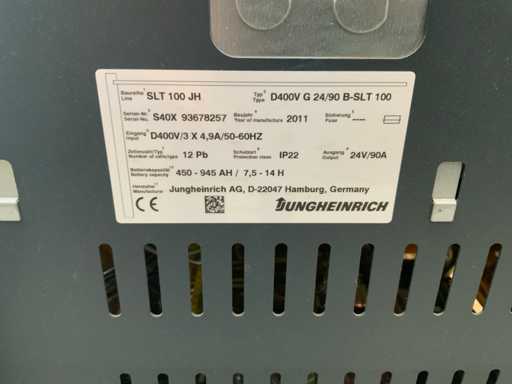 Baureihe
Line
SLT 100 JH
Typ
Type
D400V G 24/90 B-SLT 100
Serien-Nr.
Serial-No.
S40X 93678257
Baujahr
Year of manufacture
2011
Sicherung
Fuse
----
Eingang
Input
D400V/3 X 4,9A/50-60HZ
Zellenzahl/Typ
Number of cells/type
12 Pb
Schutzart
Protection class
IP22
Ausgang
Output
24V/90A
Batteriekapazität
Battery capacity
450 - 945 AH / 7,5 - 14 H
Hersteller
Manufacturer
Jungheinrich AG, D-22047 Hamburg, Germany
CE
JUNGHEINRICH